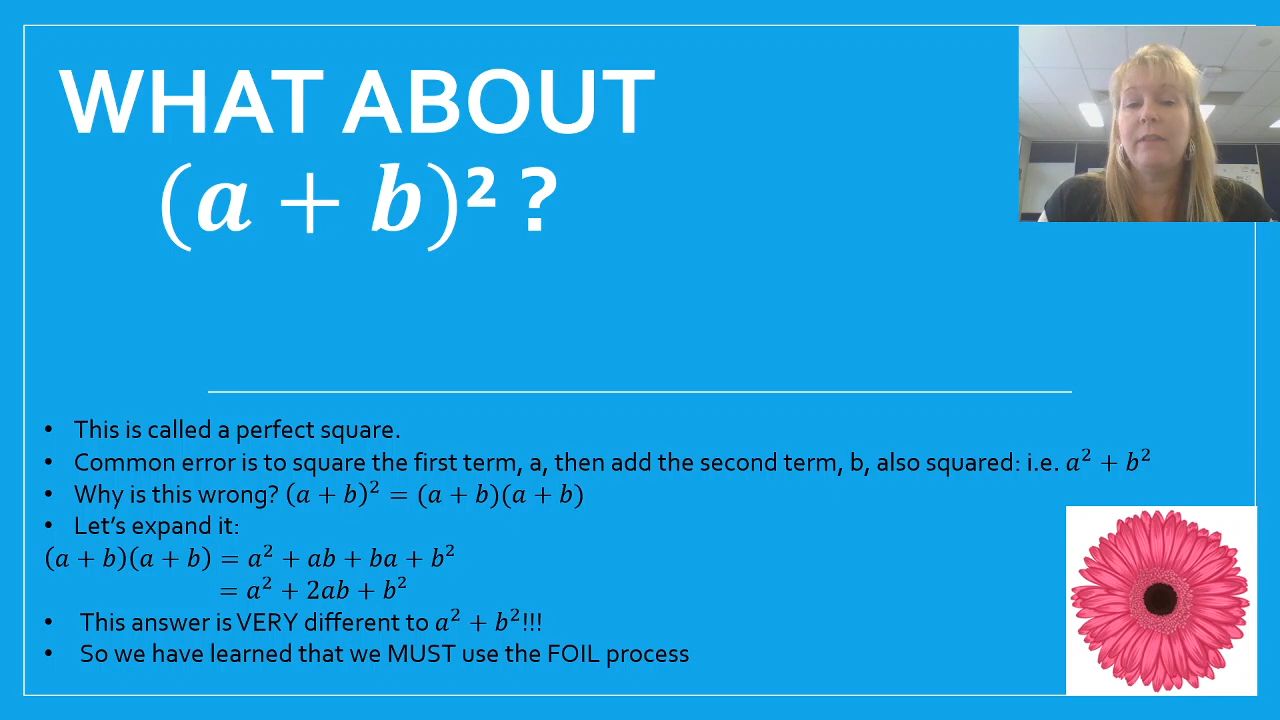 WHAT ABOUT
(a + b)² ?
• This is called a perfect square.
• Common error is to square the first term, a, then add the second term, b, also squared: i.e. a² + b²
• Why is this wrong? (a + b)² = (a + b)(a + b)
• Let’s expand it:
(a + b)(a + b) = a² + ab + ba + b²
= a² + 2ab + b²
• This answer is VERY different to a² + b²!!!
• So we have learned that we MUST use the FOIL process